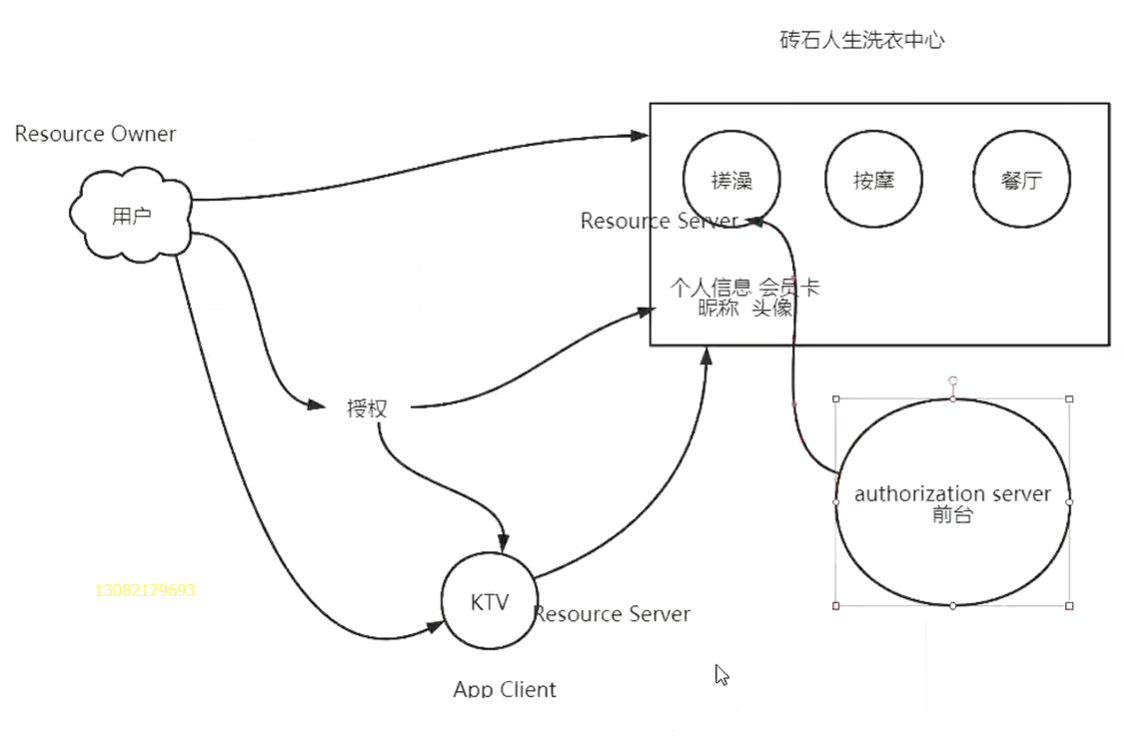 砖石人生洗衣中心
Resource Owner
用户
搓澡
按摩
餐厅
Resource Server
个人信息 会员卡
昵称 头像
授权
authorization server
前台
13082179693
KTV
Resource Server
App Client